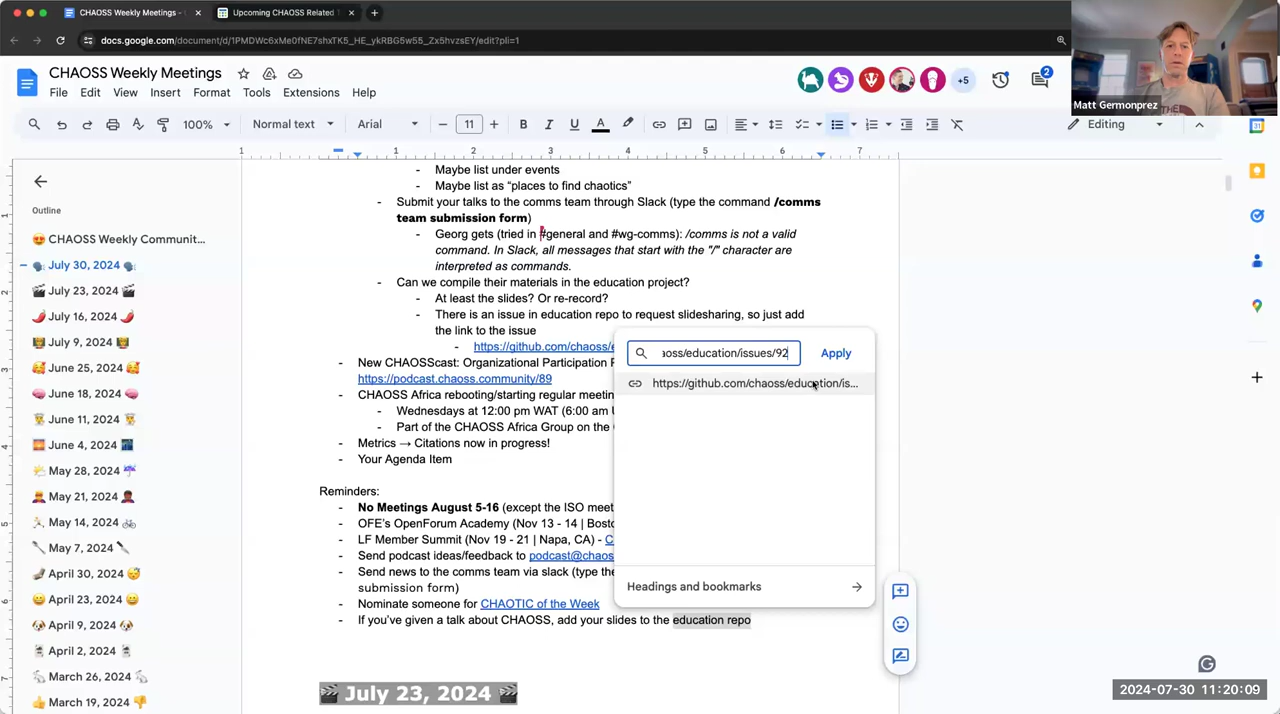 CHAOSS Weekly Meetings -
Upcoming CHAOSS Related
docs.google.com/document/d/1PMDWc6xMe0fNE7shxTK5_HE_ykRBG5w55_Zx5hvzsEY/edit?pli=1
CHAOSS Weekly Meetings
File Edit View Insert Format Tools Extensions Help
+5
2
Matt Germonprez
100% Normal text Arial 11 Editing
1 1 2 3 4 5 6 7
Outline
😍 CHAOSS Weekly Communit...
🗣️ July 30, 2024 🗣️
🎬 July 23, 2024 🎬
🌶️ July 16, 2024 🌶️
July 9, 2024
🥰 June 25, 2024 🥰
🧠 June 18, 2024 🧠
June 11, 2024
🌅 June 4, 2024 🌃
🌦️ May 28, 2024 ☔
May 21, 2024
May 14, 2024 🚲
May 7, 2024
April 30, 2024 😴
😀 April 23, 2024 😀
🐶 April 9, 2024 🐶
🃏 April 2, 2024 🃏
🐇 March 26, 2024 🐇
👍 March 19, 2024 👎
- Maybe list under events
- Maybe list as “places to find chaotics”
- Submit your talks to the comms team through Slack (type the command /comms
team submission form)
- Georg gets (tried in #general and #wg-comms): /comms is not a valid
command. In Slack, all messages that start with the "/" character are
interpreted as commands.
- Can we compile their materials in the education project?
- At least the slides? Or re-record?
- There is an issue in education repo to request slidesharing, so just add
the link to the issue
- https://github.com/chaoss/e
- New CHAOSScast: Organizational Participation
https://podcast.chaoss.community/89
- CHAOSS Africa rebooting/starting regular meetin
- Wednesdays at 12:00 pm WAT (6:00 am
- Part of the CHAOSS Africa Group on the
- Metrics → Citations now in progress!
- Your Agenda Item
Reminders:
- No Meetings August 5-16 (except the ISO meet
- OFE’s OpenForum Academy (Nov 13 - 14 | Bosto
- LF Member Summit (Nov 19 - 21 | Napa, CA) - C
- Send podcast ideas/feedback to podcast@chaos
- Send news to the comms team via slack (type the
submission form)
- Nominate someone for CHAOTIC of the Week
- If you’ve given a talk about CHAOSS, add your slides to the education repo
🎬 July 23, 2024 🎬
aoss/education/issues/92 Apply
https://github.com/chaoss/education/is...
Headings and bookmarks
2024-07-30 11:20:09